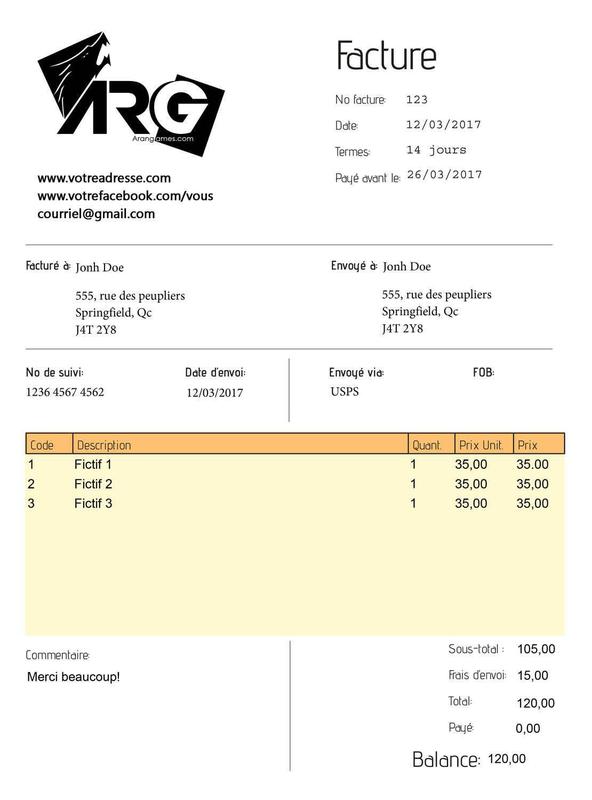 ARG
Arangames.com
www.votreadresse.com
www.votrefacebook.com/vous
courriel@gmail.com
Facture
No facture: 123
Date: 12/03/2017
Termes: 14 jours
Payé avant le: 26/03/2017
Facturé à: Jonh Doe
555, rue des peupliers
Springfield, Qc
J4T 2Y8
Envoyé à: Jonh Doe
555, rue des peupliers
Springfield, Qc
J4T 2Y8
No de suivi: Date d'envoi: Envoyé via: FOB:
1236 4567 4562 12/03/2017 USPS
Code Description Quant. Prix Unit. Prix
1 Fictif 1 1 35,00 35.00
2 Fictif 2 1 35,00 35,00
3 Fictif 3 1 35,00 35,00
Commentaire:
Merci beaucoup!
Sous-total : 105,00
Frais d'envoi: 15,00
Total: 120,00
Payé: 0,00
Balance: 120,00